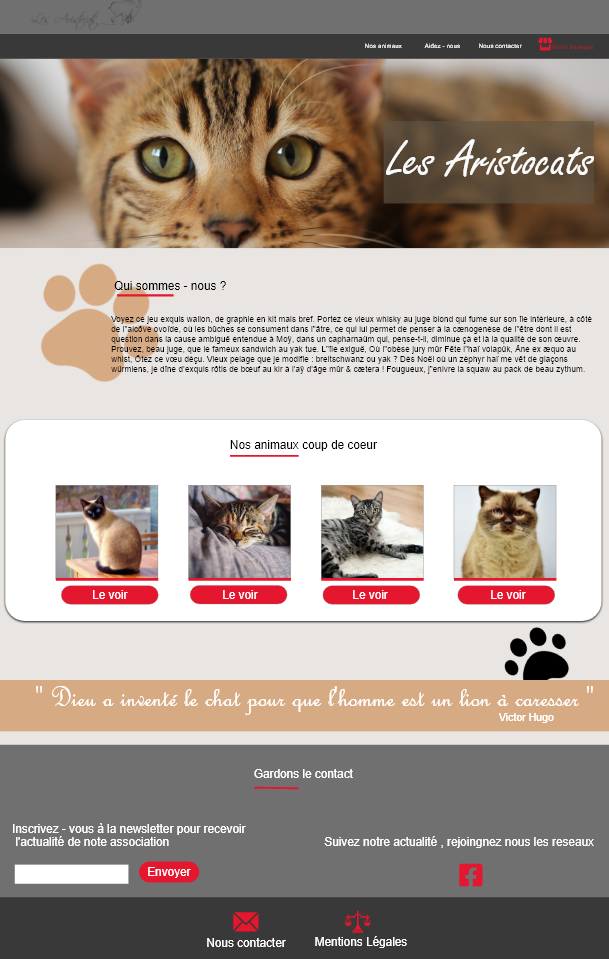 Les Aristocats
Nos animaux
Aidez - nous
Nous contacter
Les Aristocats
Qui sommes - nous ?
Voyez ce jeu exquis wallon, de graphie en kit mais bref. Portez ce vieux whisky au juge blond qui fume sur son île intérieure, à côté
de l'alcôve ovoïde, où les bûches se consument dans l'âtre, ce qui lui permet de penser à la cænogenèse de l'être dont il est
question dans la cause ambiguë entendue à Moÿ, dans un capharnaüm qui, pense-t-il, diminue çà et là la qualité de son œuvre.
Prouvez, beau juge, que le fameux sandwich au yak tue. L'île exiguë, Où l'obèse jury mûr Fête l'haï volapük, Âne ex æquo au
whist, Ôtez ce vœu déçu. Vieux pelage que je modifie : breitschwanz ou yak ? Dès Noël où un zéphyr haï me vêt de glaçons
würmiens, je dîne d'exquis rôtis de bœuf au kir à l'aÿ d'âge mûr & cætera ! Fougueux, j'enivre la squaw au pack de beau zythum.
Nos animaux coup de coeur
Le voir
Le voir
Le voir
Le voir
" Dieu a inventé le chat pour que l'homme est un lion à caresser "
Victor Hugo
Gardons le contact
Inscrivez - vous à la newsletter pour recevoir
l'actualité de note association
Envoyer
Suivez notre actualité , rejoingnez nous les reseaux
Nous contacter
Mentions Légales